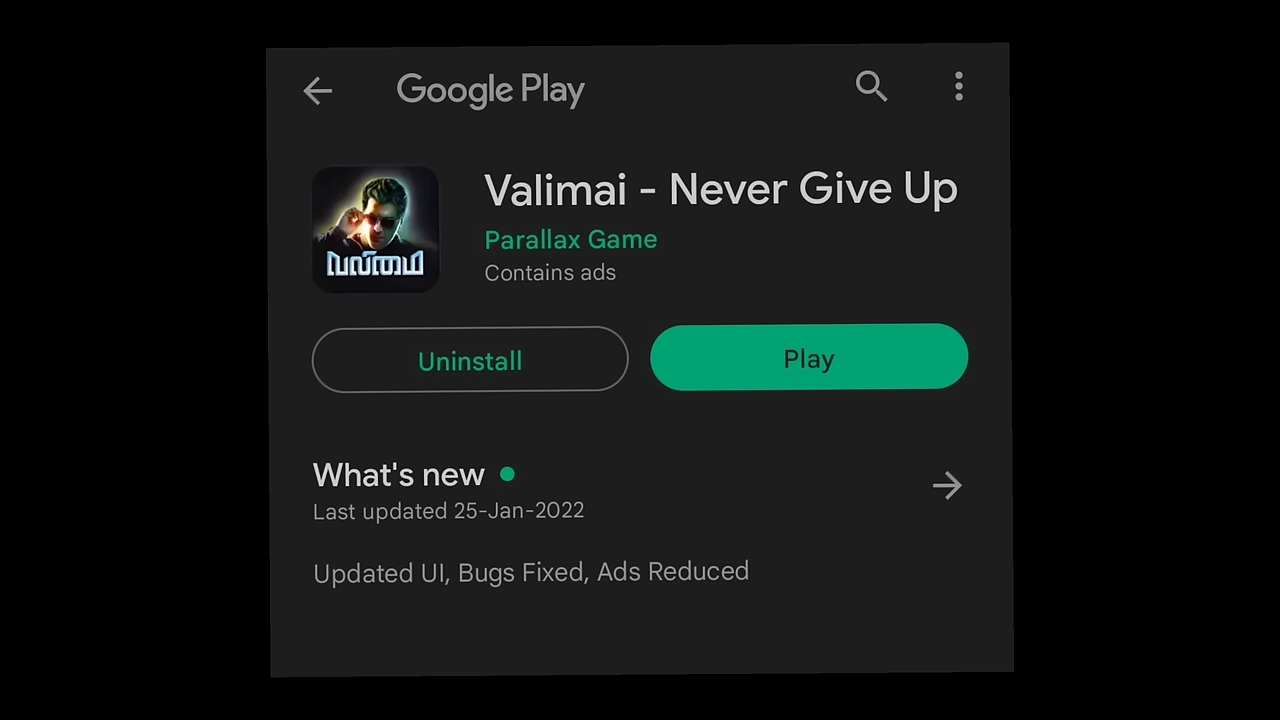 Google Play
Valimai - Never Give Up
Parallax Game
Contains ads
வலிமை
Uninstall
Play
What's new
Last updated 25-Jan-2022
Updated UI, Bugs Fixed, Ads Reduced